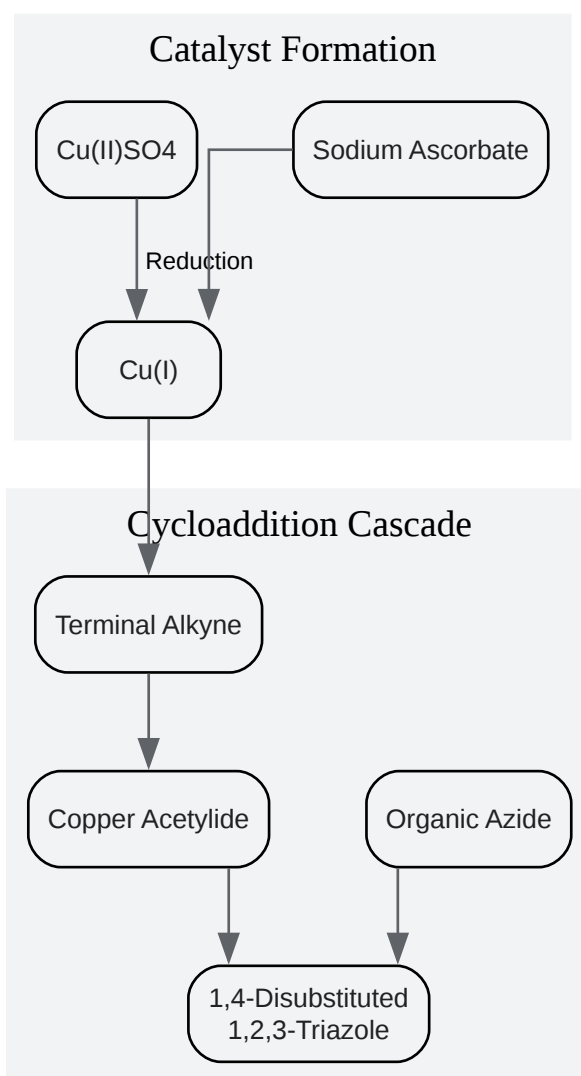 Catalyst Formation
Cu(II)SO4
Sodium Ascorbate
Reduction
Cu(I)
Cycloaddition Cascade
Terminal Alkyne
Copper Acetylide
Organic Azide
1,4-Disubstituted
1,2,3-Triazole